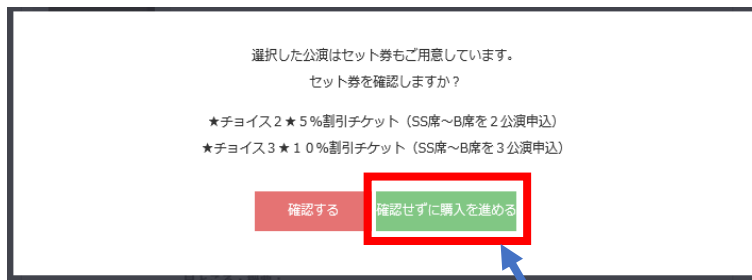 選択した公演はセット券もご用意しています。
セット券を確認しますか？
★チョイス２★５%割引チケット（SS席～B席を２公演申込）
★チョイス３★１０%割引チケット（SS席～B席を３公演申込）
確認する
確認せずに購入を進める